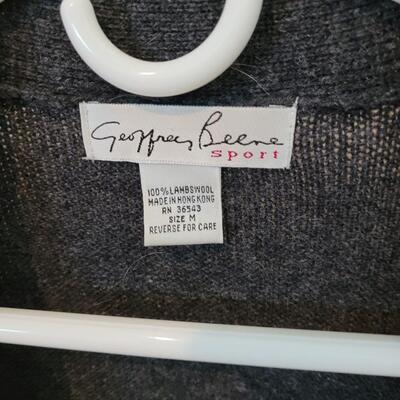 Geoffrey Beene
sport
100% LAMBSWOOL
MADE IN HONG KONG
RN 36543
SIZE M
REVERSE FOR CARE